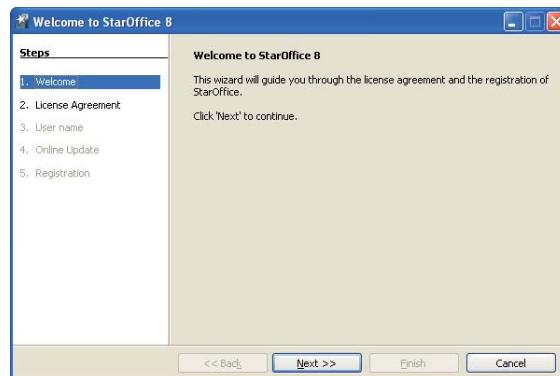 Welcome to StarOffice 8
Steps
1. Welcome
2. License Agreement
3. User name
4. Online Update
5. Registration
Welcome to StarOffice 8
This wizard will guide you through the license agreement and the registration of
StarOffice.
Click 'Next' to continue.
<< Back
Next >>
Finish
Cancel